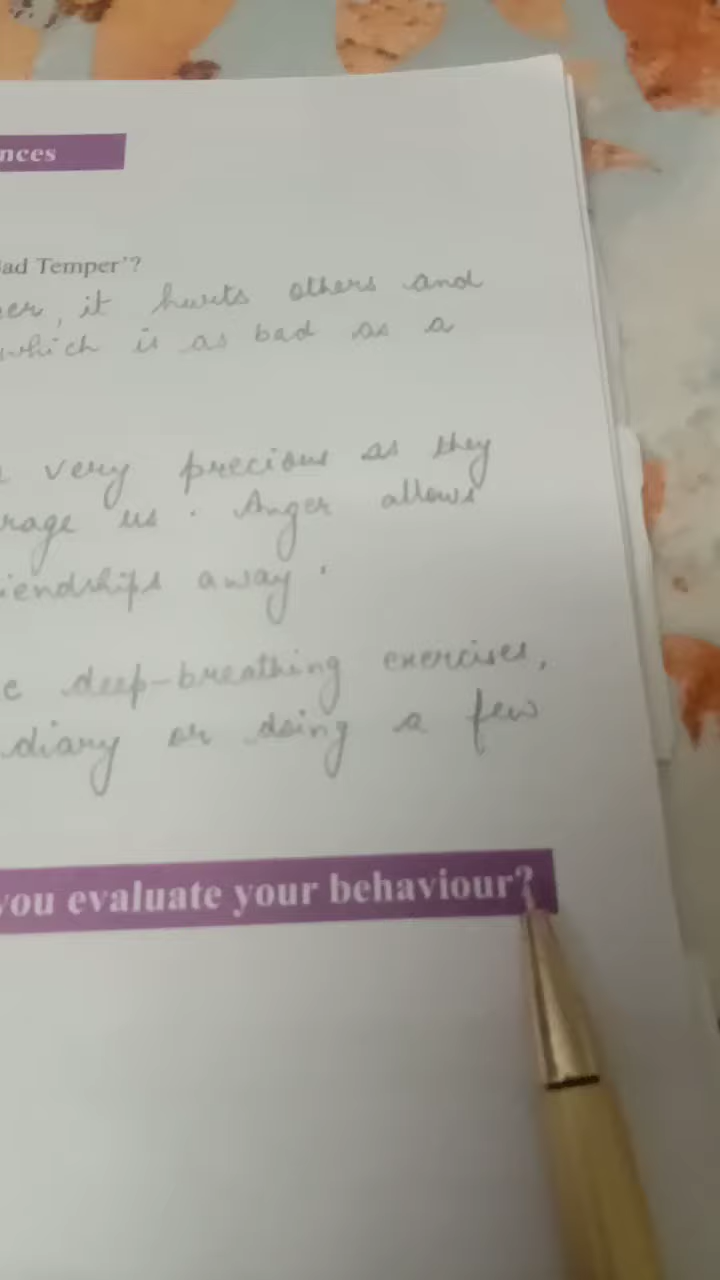 nces
ad Temper'?
er, it hurts others and
which is as bad as a
very precious as they
rage us. Anger allows
iendships away.
e deep-breathing exercises,
diary or doing a few
you evaluate your behaviour?